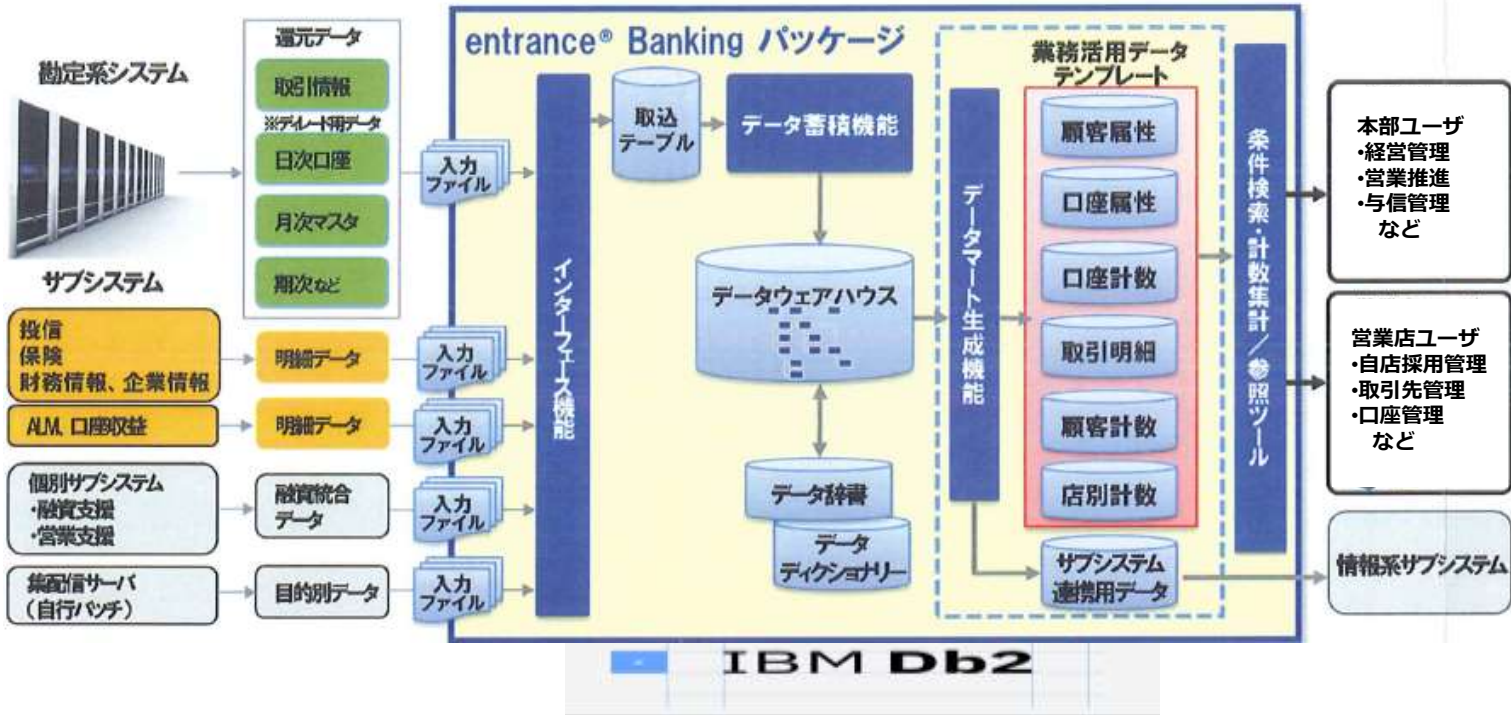 entrance® Banking パッケージ
勘定系システム
還元データ
取引情報
※ディレード用データ
日次口座
月次マスタ
期次など
サブシステム
投信
保険
財務情報、企業情報
明細データ
ALM、口座収益
明細データ
個別サブシステム
・融資支援
・営業支援
融資統合
データ
集配信サーバ
(自行バッチ)
目的別データ
入力
ファイル
入力
ファイル
入力
ファイル
入力
ファイル
入力
ファイル
インターフェース機能
取込
テーブル
データ蓄積機能
データウェアハウス
データ辞書
データ
ディクショナリー
データマート生成機能
業務活用データ
テンプレート
顧客属性
口座属性
口座計数
取引明細
顧客計数
店別計数
サブシステム
連携用データ
条件検索・計数集計/参照ツール
本部ユーザ
・経営管理
・営業推進
・与信管理
など
営業店ユーザ
・自店採用管理
・取引先管理
・口座管理
など
情報系サブシステム
IBM Db2